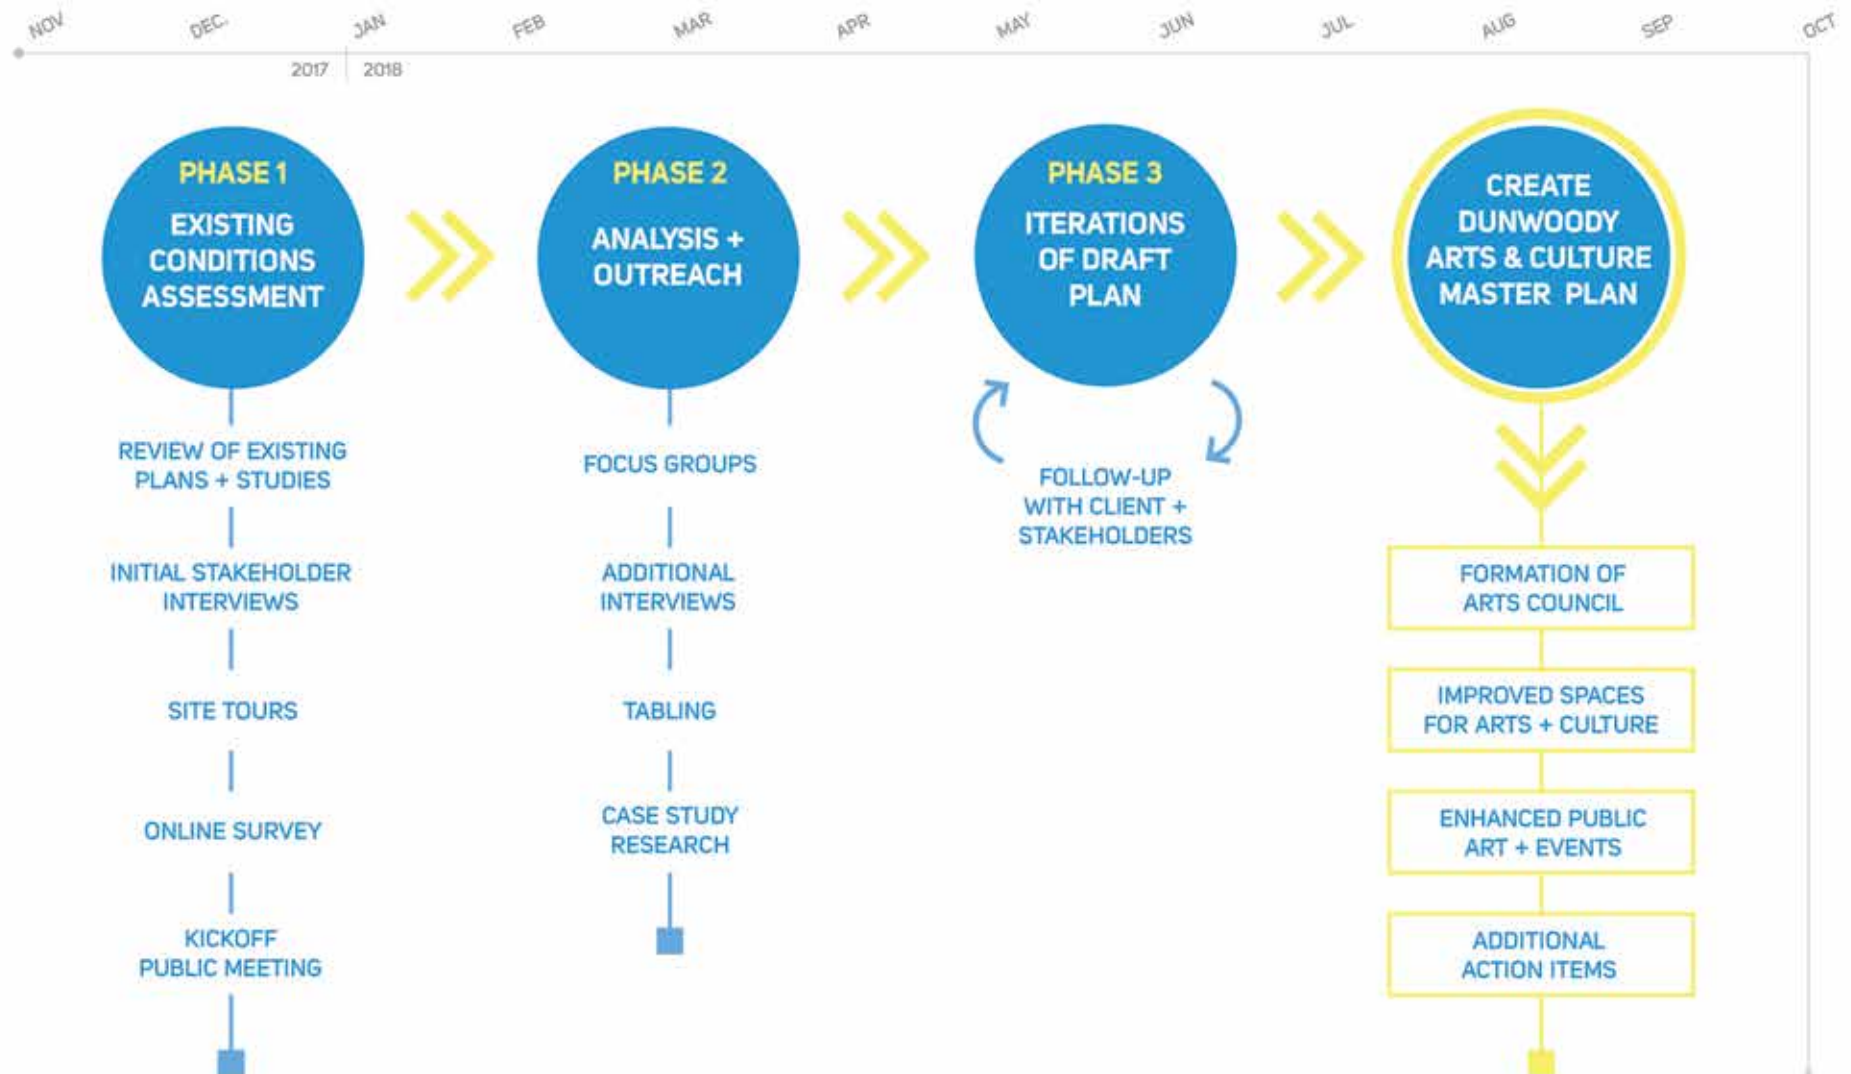 NOV DEC. JAN FEB MAR APR MAY JUN JUL AUG SEP OCT
2017 2018
PHASE 1
EXISTING
CONDITIONS
ASSESSMENT
REVIEW OF EXISTING
PLANS + STUDIES
INITIAL STAKEHOLDER
INTERVIEWS
SITE TOURS
ONLINE SURVEY
KICKOFF
PUBLIC MEETING
PHASE 2
ANALYSIS +
OUTREACH
FOCUS GROUPS
ADDITIONAL
INTERVIEWS
TABLING
CASE STUDY
RESEARCH
PHASE 3
ITERATIONS
OF DRAFT
PLAN
FOLLOW-UP
WITH CLIENT +
STAKEHOLDERS
CREATE
DUNWOODY
ARTS & CULTURE
MASTER PLAN
FORMATION OF
ARTS COUNCIL
IMPROVED SPACES
FOR ARTS + CULTURE
ENHANCED PUBLIC
ART + EVENTS
ADDITIONAL
ACTION ITEMS